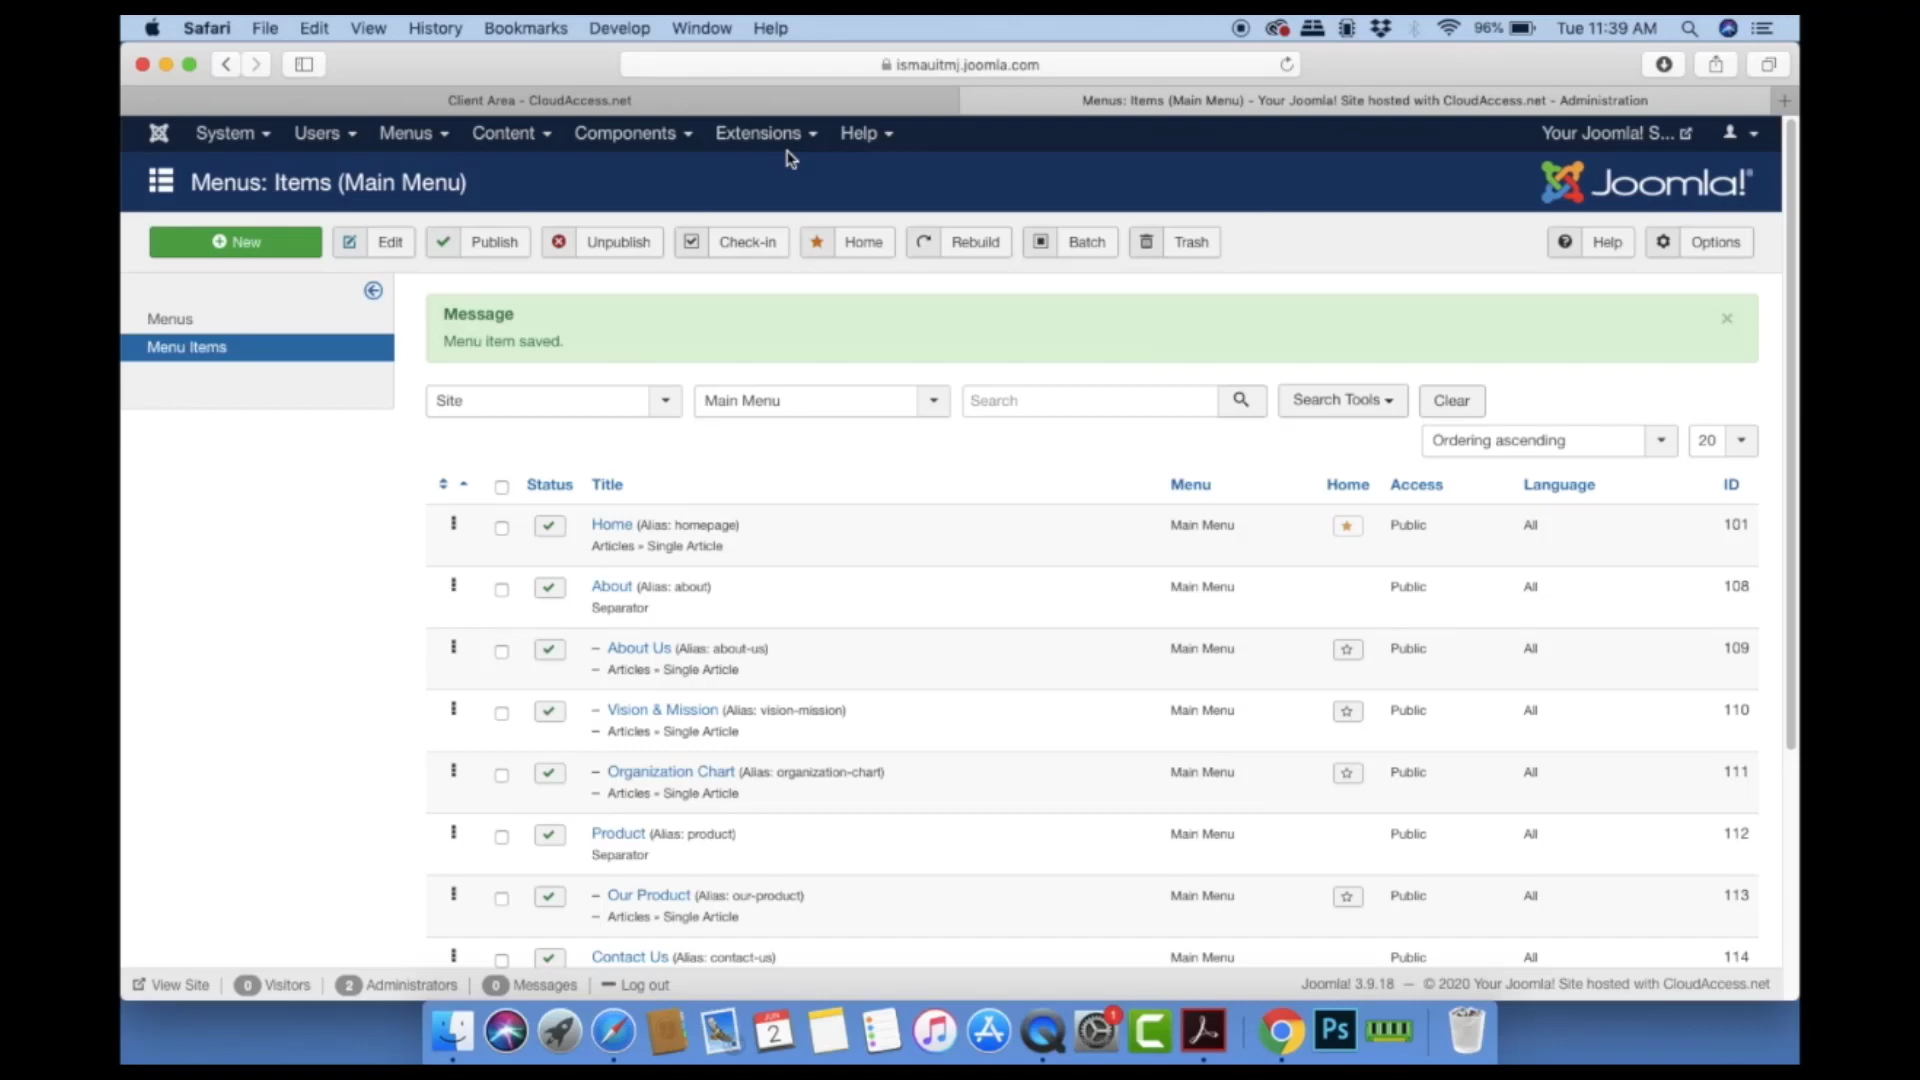 Safari File Edit View History Bookmarks Develop Window Help 96% Tue 11:39 AM
ismauitmj.joomla.com
Client Area - CloudAccess.net Menus: Items (Main Menu) - Your Joomla! Site hosted with CloudAccess.net - Administration
System Users Menus Content Components Extensions Help Your Joomla! S...
Menus: Items (Main Menu) Joomla!®
New Edit Publish Unpublish Check-in Home Rebuild Batch Trash Help Options
Menus
Menu Items
Message
Menu item saved.
Site Main Menu Search Search Tools Clear
Ordering ascending 20
Status Title Menu Home Access Language ID
Home (Alias: homepage) Main Menu Public All 101
Articles » Single Article
About (Alias: about) Main Menu Public All 108
Separator
– About Us (Alias: about-us) Main Menu Public All 109
– Articles » Single Article
– Vision & Mission (Alias: vision-mission) Main Menu Public All 110
– Articles » Single Article
– Organization Chart (Alias: organization-chart) Main Menu Public All 111
– Articles » Single Article
Product (Alias: product) Main Menu Public All 112
Separator
– Our Product (Alias: our-product) Main Menu Public All 113
– Articles » Single Article
Contact Us (Alias: contact-us) Main Menu Public All 114
View Site 0 Visitors 2 Administrators 0 Messages Log out Joomla! 3.9.18 — © 2020 Your Joomla! Site hosted with CloudAccess.net
JUN
2
1
Ps